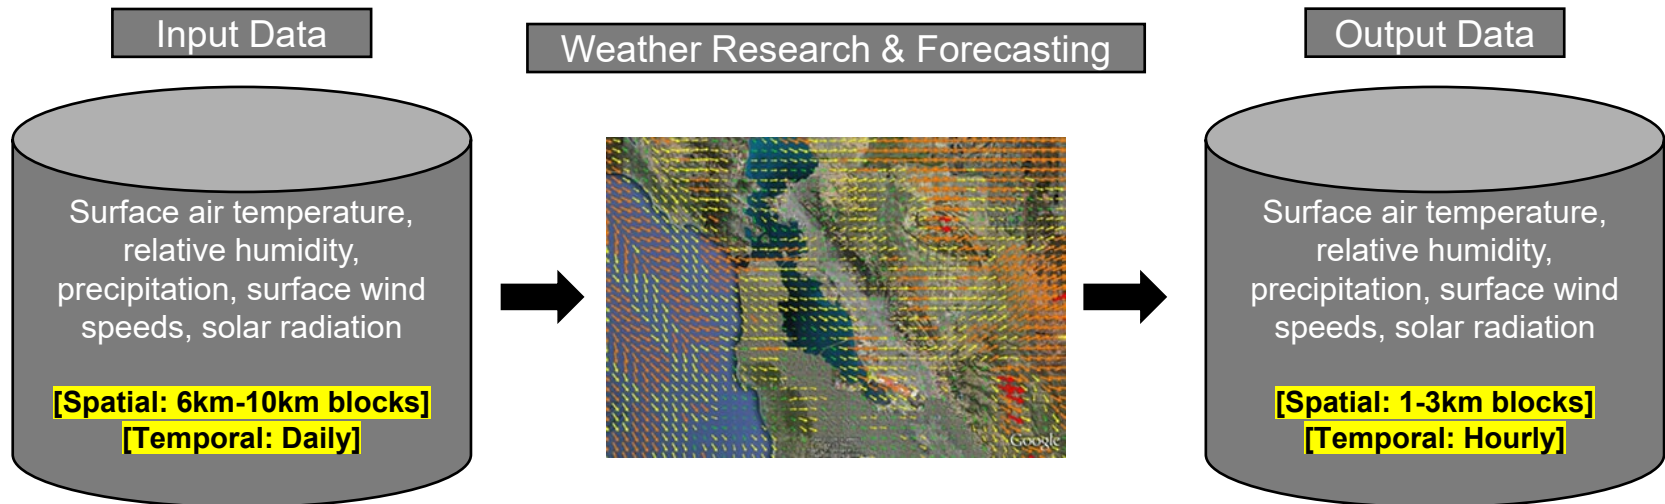 Input Data
Weather Research & Forecasting
Output Data
Surface air temperature,
relative humidity,
precipitation, surface wind
speeds, solar radiation
[Spatial: 6km-10km blocks]
[Temporal: Daily]
Google
Surface air temperature,
relative humidity,
precipitation, surface wind
speeds, solar radiation
[Spatial: 1-3km blocks]
[Temporal: Hourly]